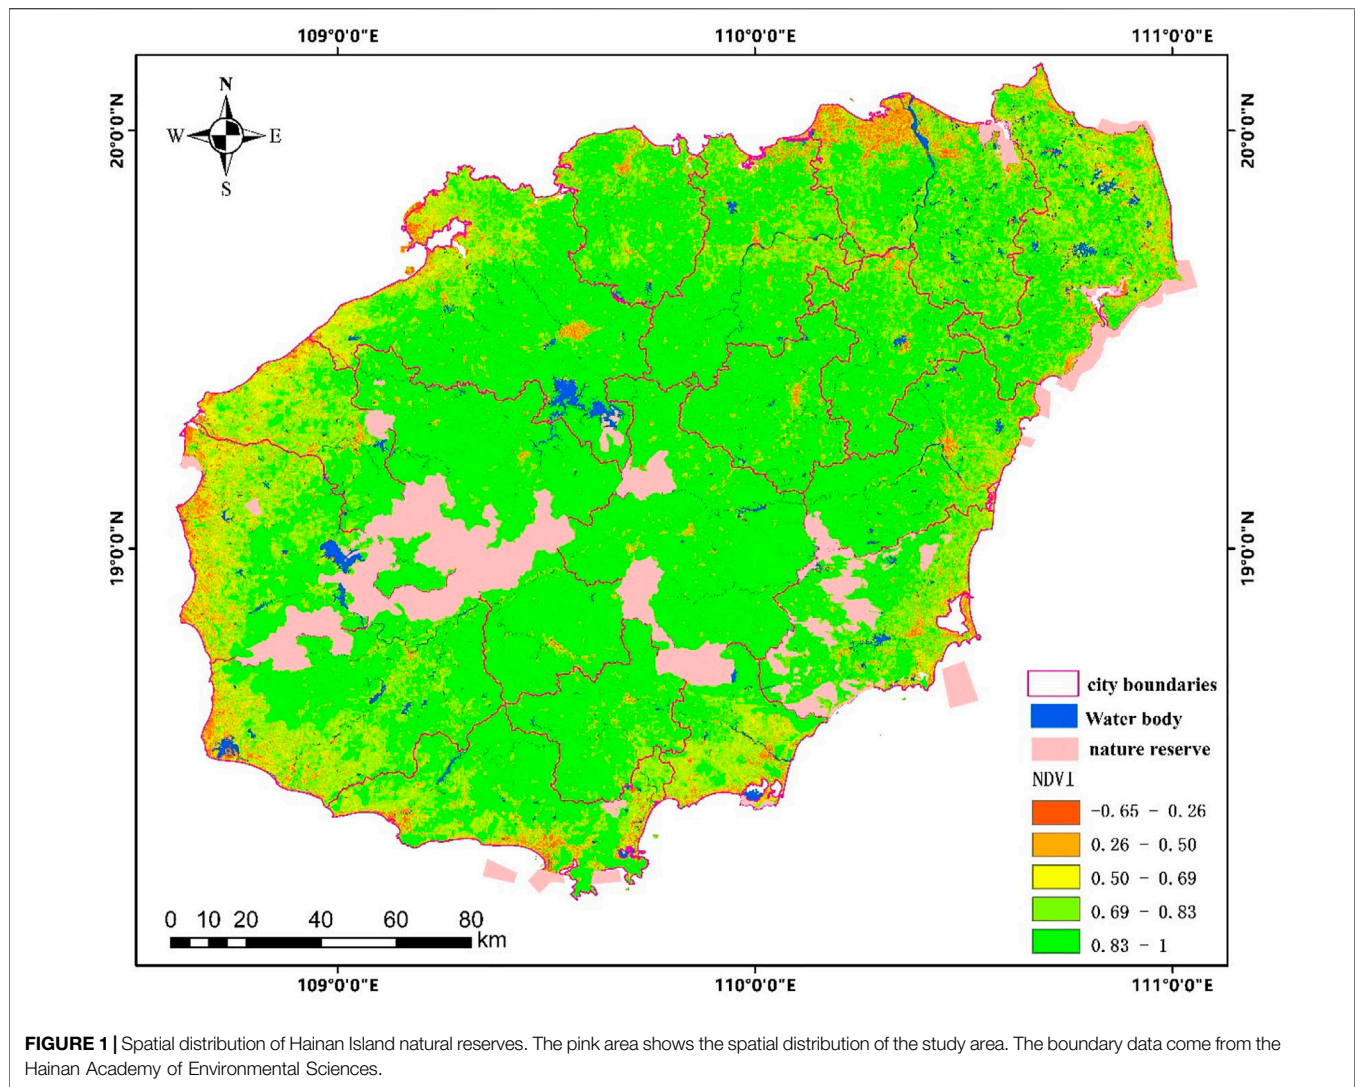 109°0'0"E 110°0'0"E 111°0'0"E
N
W E
S
20°0'0"N
20°0'0"N
19°0'0"N
19°0'0"N
city boundaries
Water body
nature reserve
NDVI
-0.65 - 0.26
0.26 - 0.50
0.50 - 0.69
0.69 - 0.83
0.83 - 1
0 10 20 40 60 80
km
109°0'0"E 110°0'0"E 111°0'0"E
FIGURE 1 | Spatial distribution of Hainan Island natural reserves. The pink area shows the spatial distribution of the study area. The boundary data come from the
Hainan Academy of Environmental Sciences.